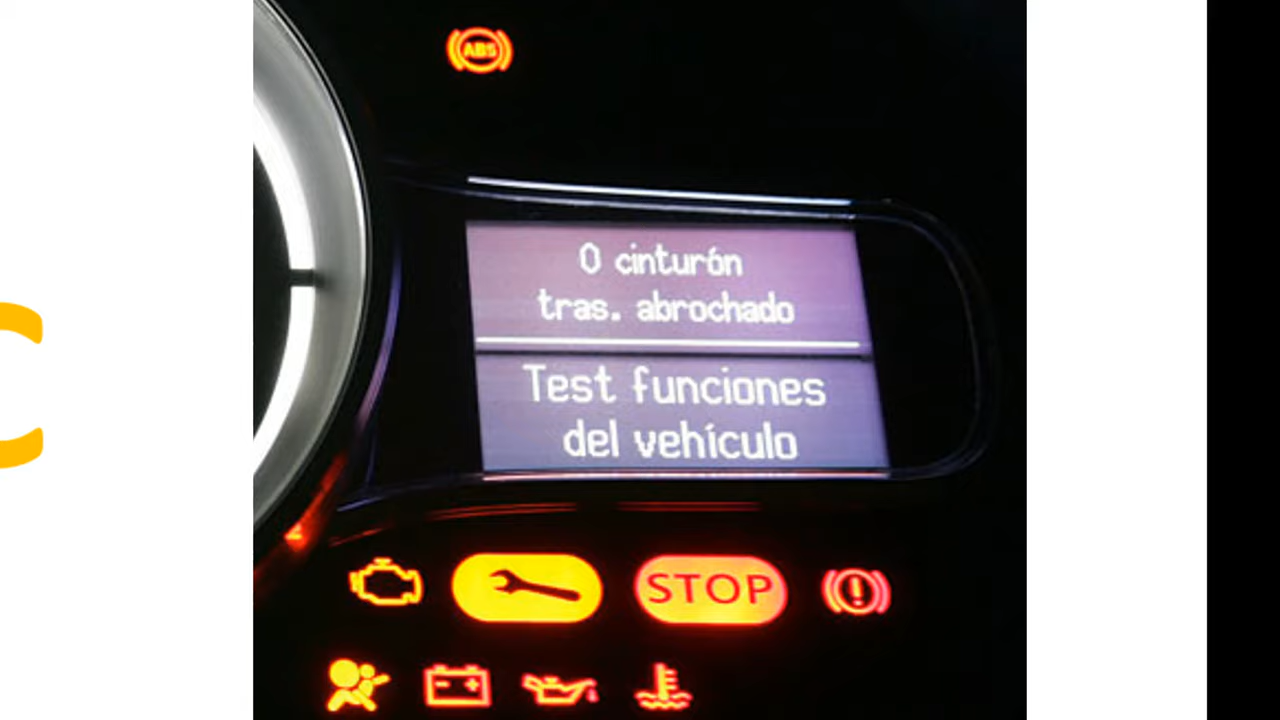 ABS
0 cinturón
tras. abrochado
Test funciones
del vehículo
STOP